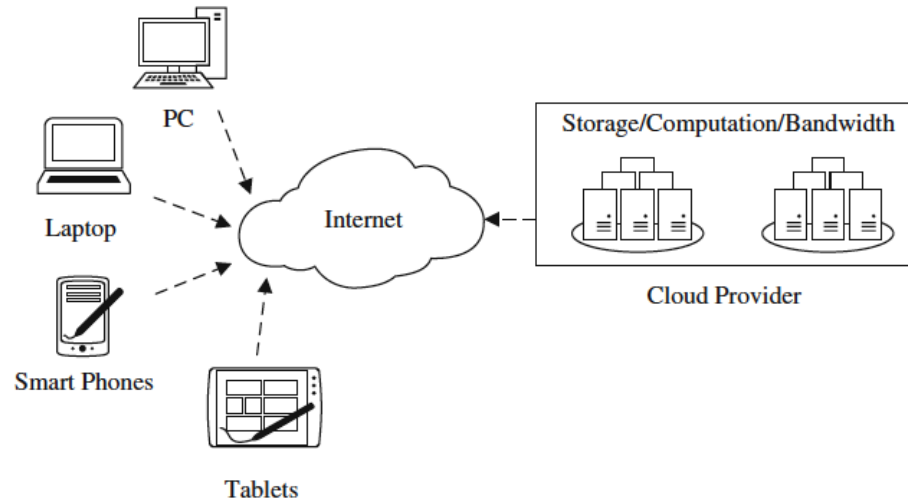 PC
Storage/Computation/Bandwidth
Laptop
Internet
Cloud Provider
Smart Phones
Tablets